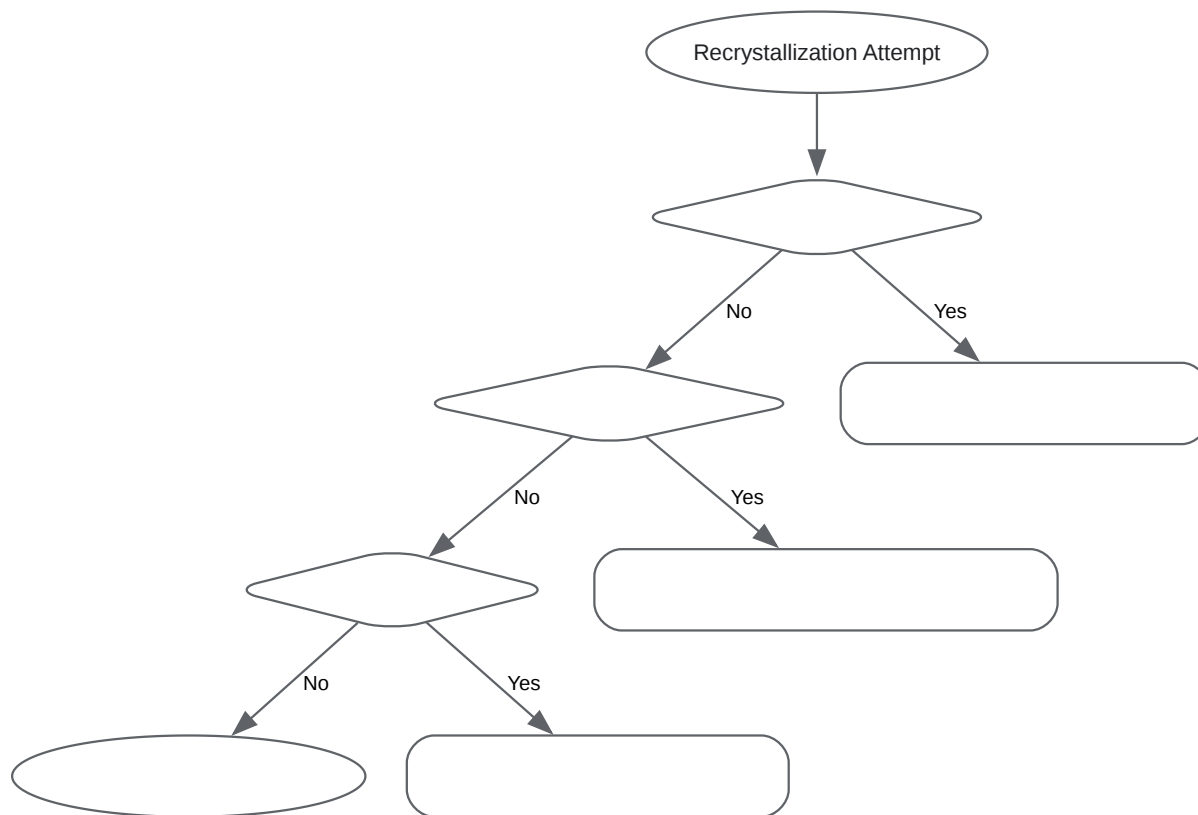 Recrystallization Attempt
No
Yes
No
Yes
No
Yes